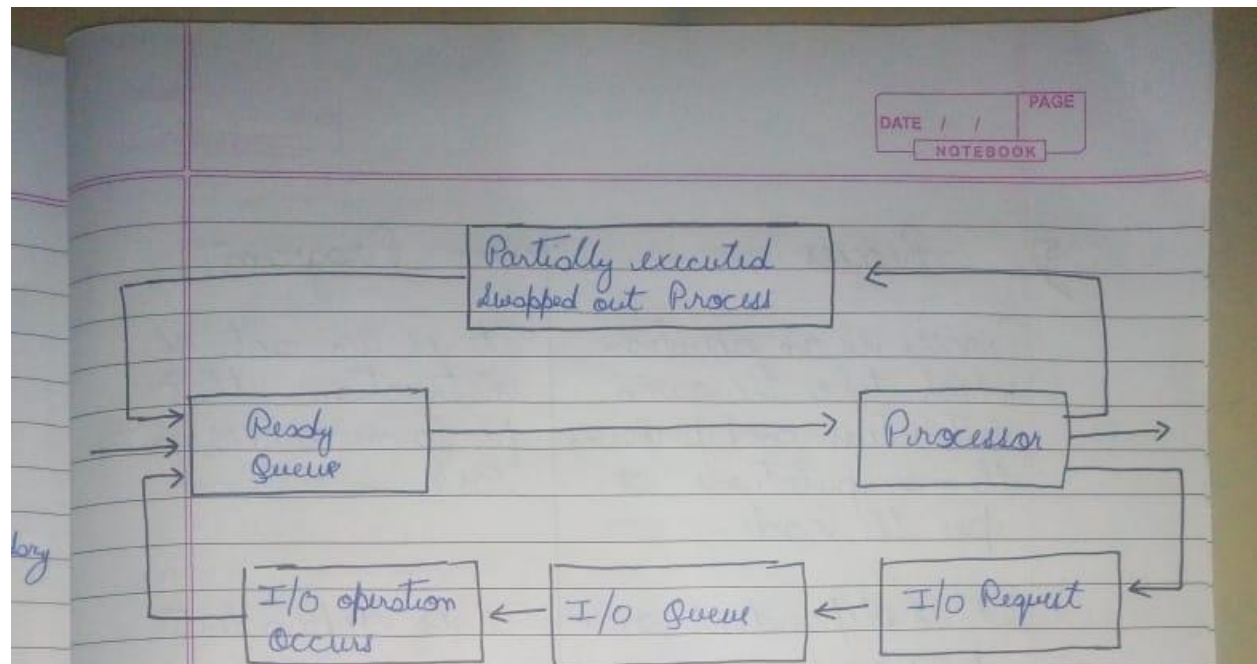 PAGE
DATE / /
NOTEBOOK
Partially executed
Swapped out Process
Ready
Queue
Processor
I/O operation
Occurs
I/O Queue
I/O Request